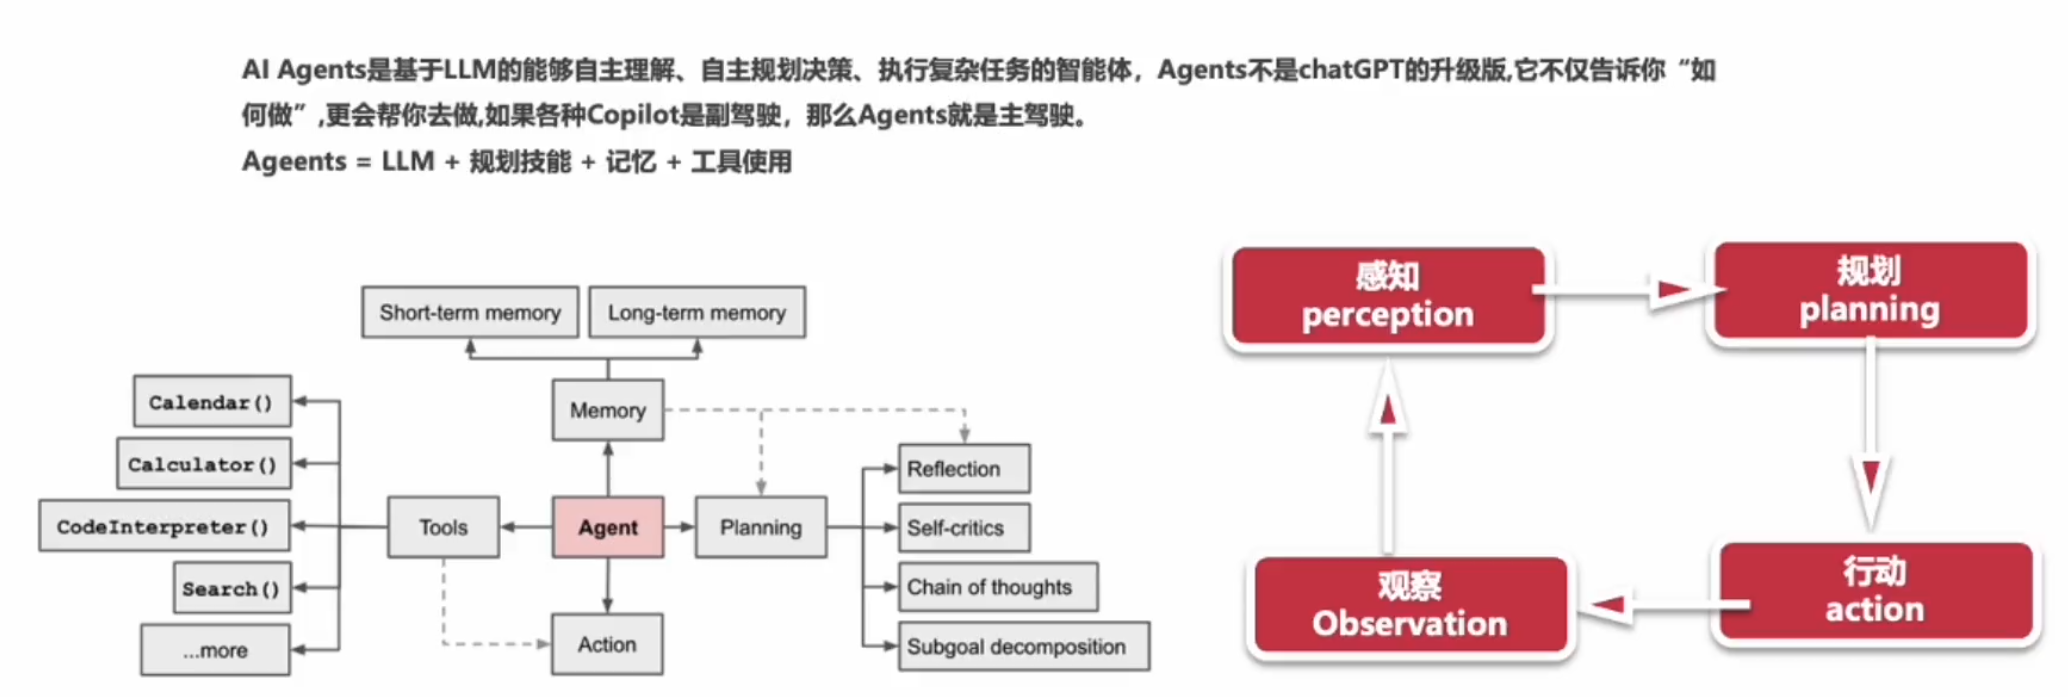 AI Agents是基于LLM的能够自主理解、自主规划决策、执行复杂任务的智能体，Agents不是chatGPT的升级版,它不仅告诉你“如
何做”,更会帮你去做,如果各种Copilot是副驾驶，那么Agents就是主驾驶。
Ageents = LLM + 规划技能 + 记忆 + 工具使用
Short-term memory
Long-term memory
Memory
Calendar()
Calculator()
CodeInterpreter()
Search()
...more
Tools
Agent
Planning
Action
Reflection
Self-critics
Chain of thoughts
Subgoal decomposition
感知
perception
规划
planning
行动
action
观察
Observation